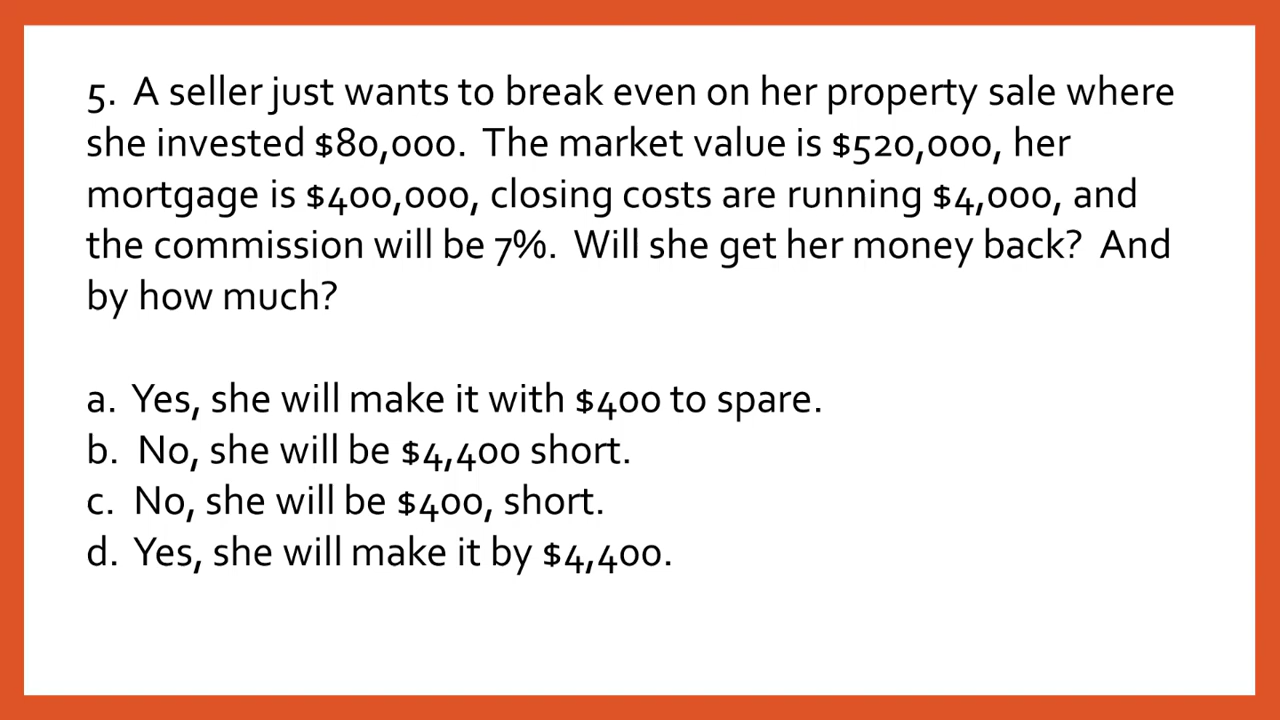 5. A seller just wants to break even on her property sale where
she invested $80,000. The market value is $520,000, her
mortgage is $400,000, closing costs are running $4,000, and
the commission will be 7%. Will she get her money back? And
by how much?
a. Yes, she will make it with $400 to spare.
b. No, she will be $4,400 short.
c. No, she will be $400, short.
d. Yes, she will make it by $4,400.